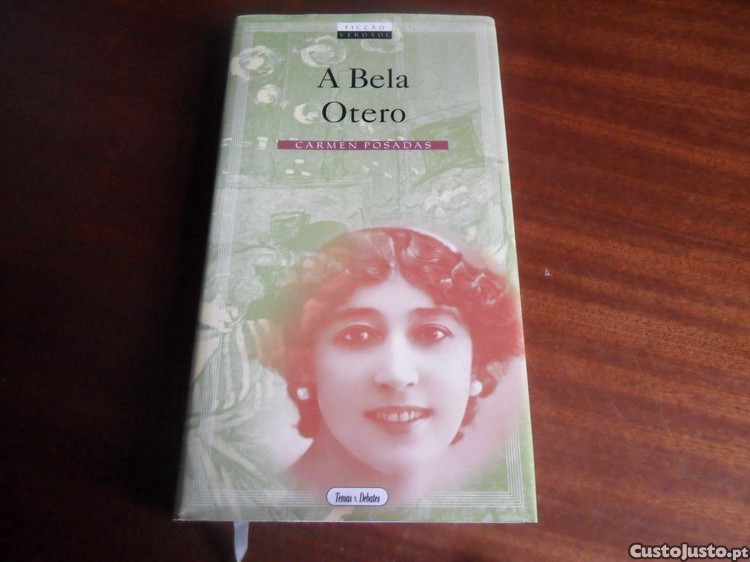 FICÇÃO
VERDADE
A Bela
Otero
CARMEN POSADAS
Temas e Debates
CustoJusto.pt